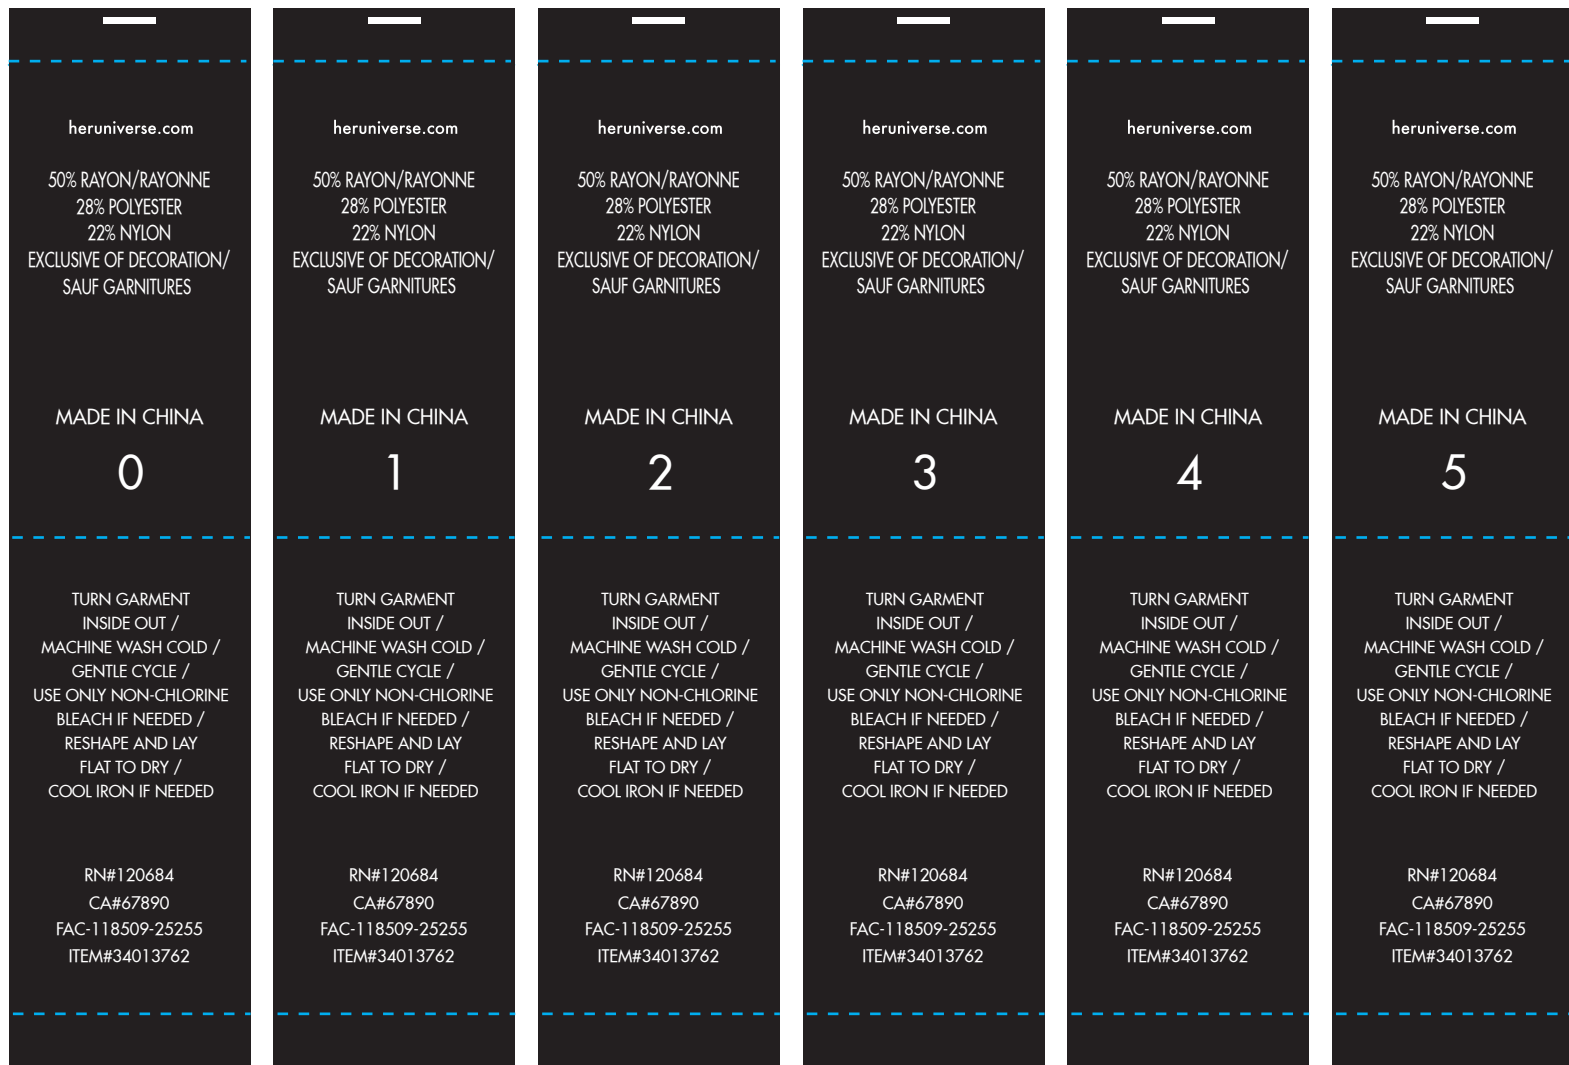 heruniverse.com
50% RAYON/RAYONNE
28% POLYESTER
22% NYLON
EXCLUSIVE OF DECORATION/
SAUF GARNITURES
MADE IN CHINA
0
TURN GARMENT
INSIDE OUT /
MACHINE WASH COLD /
GENTLE CYCLE /
USE ONLY NON-CHLORINE
BLEACH IF NEEDED /
RESHAPE AND LAY
FLAT TO DRY /
COOL IRON IF NEEDED
RN#120684
CA#67890
FAC-118509-25255
ITEM#34013762
heruniverse.com
50% RAYON/RAYONNE
28% POLYESTER
22% NYLON
EXCLUSIVE OF DECORATION/
SAUF GARNITURES
MADE IN CHINA
1
TURN GARMENT
INSIDE OUT /
MACHINE WASH COLD /
GENTLE CYCLE /
USE ONLY NON-CHLORINE
BLEACH IF NEEDED /
RESHAPE AND LAY
FLAT TO DRY /
COOL IRON IF NEEDED
RN#120684
CA#67890
FAC-118509-25255
ITEM#34013762
heruniverse.com
50% RAYON/RAYONNE
28% POLYESTER
22% NYLON
EXCLUSIVE OF DECORATION/
SAUF GARNITURES
MADE IN CHINA
2
TURN GARMENT
INSIDE OUT /
MACHINE WASH COLD /
GENTLE CYCLE /
USE ONLY NON-CHLORINE
BLEACH IF NEEDED /
RESHAPE AND LAY
FLAT TO DRY /
COOL IRON IF NEEDED
RN#120684
CA#67890
FAC-118509-25255
ITEM#34013762
heruniverse.com
50% RAYON/RAYONNE
28% POLYESTER
22% NYLON
EXCLUSIVE OF DECORATION/
SAUF GARNITURES
MADE IN CHINA
3
TURN GARMENT
INSIDE OUT /
MACHINE WASH COLD /
GENTLE CYCLE /
USE ONLY NON-CHLORINE
BLEACH IF NEEDED /
RESHAPE AND LAY
FLAT TO DRY /
COOL IRON IF NEEDED
RN#120684
CA#67890
FAC-118509-25255
ITEM#34013762
heruniverse.com
50% RAYON/RAYONNE
28% POLYESTER
22% NYLON
EXCLUSIVE OF DECORATION/
SAUF GARNITURES
MADE IN CHINA
4
TURN GARMENT
INSIDE OUT /
MACHINE WASH COLD /
GENTLE CYCLE /
USE ONLY NON-CHLORINE
BLEACH IF NEEDED /
RESHAPE AND LAY
FLAT TO DRY /
COOL IRON IF NEEDED
RN#120684
CA#67890
FAC-118509-25255
ITEM#34013762
heruniverse.com
50% RAYON/RAYONNE
28% POLYESTER
22% NYLON
EXCLUSIVE OF DECORATION/
SAUF GARNITURES
MADE IN CHINA
5
TURN GARMENT
INSIDE OUT /
MACHINE WASH COLD /
GENTLE CYCLE /
USE ONLY NON-CHLORINE
BLEACH IF NEEDED /
RESHAPE AND LAY
FLAT TO DRY /
COOL IRON IF NEEDED
RN#120684
CA#67890
FAC-118509-25255
ITEM#34013762